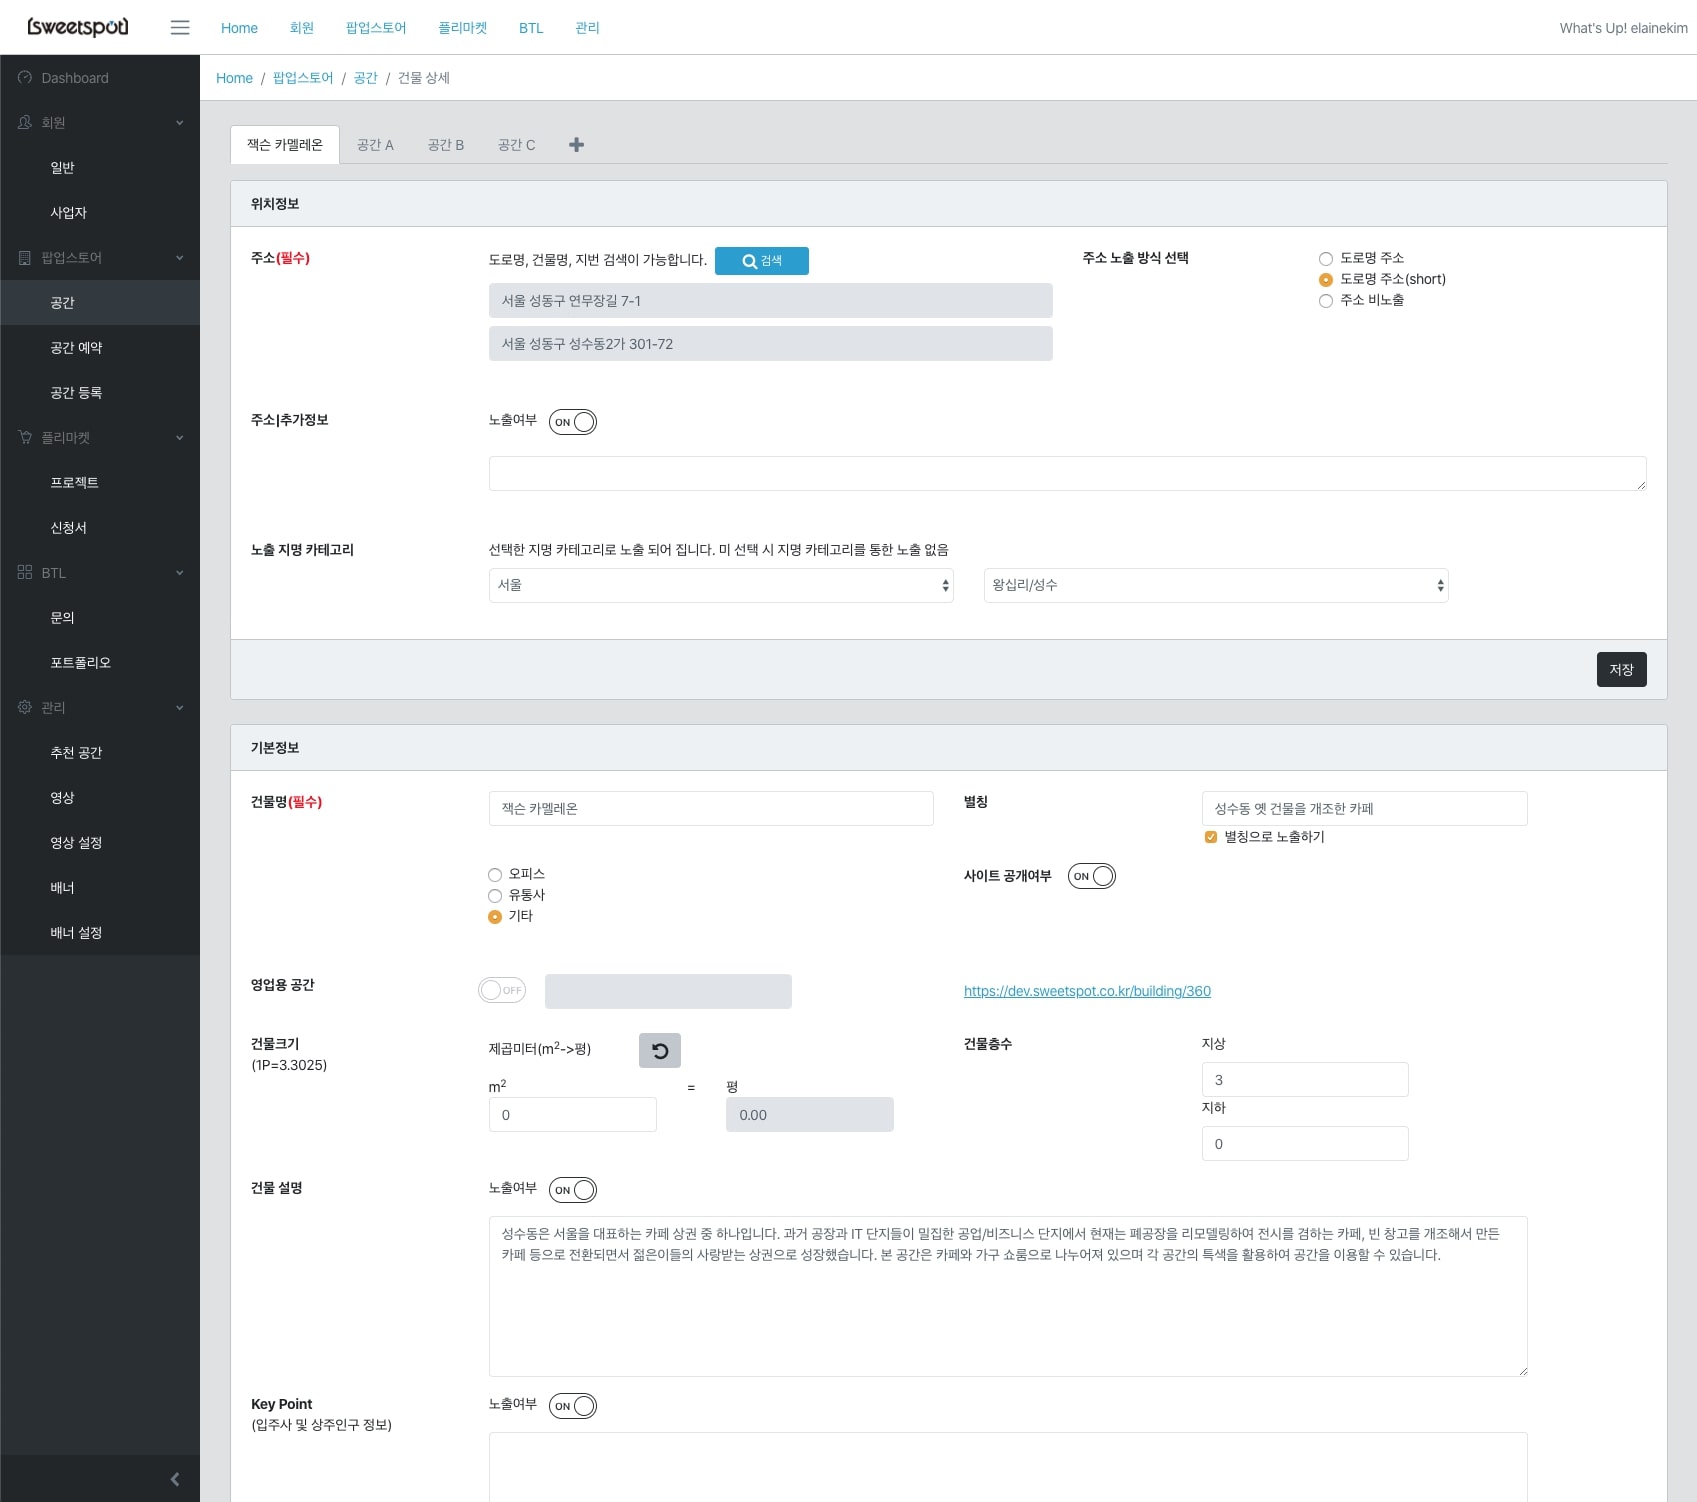 sweetspot
Home 회원 팝업스토어 플리마켓 BTL 관리
What's Up! elainekim
Dashboard
회원
일반
사업자
팝업스토어
공간
공간 예약
공간 등록
플리마켓
프로젝트
신청서
BTL
문의
포트폴리오
관리
추천 공간
영상
영상 설정
배너
배너 설정
Home / 팝업스토어 / 공간 / 건물 상세
잭슨 카멜레온 공간 A 공간 B 공간 C
위치정보
주소(필수)
도로명, 건물명, 지번 검색이 가능합니다. 검색
서울 성동구 연무장길 7-1
서울 성동구 성수동2가 301-72
주소 노출 방식 선택
도로명 주소
도로명 주소(short)
주소 비노출
주소|추가정보
노출여부 ON
노출 지명 카테고리
선택한 지명 카테고리로 노출 되어 집니다. 미 선택 시 지명 카테고리를 통한 노출 없음
서울 왕십리/성수
저장
기본정보
건물명(필수)
잭슨 카멜레온
별칭
성수동 옛 건물을 개조한 카페
별칭으로 노출하기
오피스
유통사
기타
사이트 공개여부 ON
영업용 공간 OFF
https://dev.sweetspot.co.kr/building/360
건물크기
(1P=3.3025)
제곱미터(m²->평)
m² = 평
0 0.00
건물층수
지상
3
지하
0
건물 설명
노출여부 ON
성수동은 서울을 대표하는 카페 상권 중 하나입니다. 과거 공장과 IT 단지들이 밀집한 공업/비즈니스 단지에서 현재는 폐공장을 리모델링하여 전시를 겸하는 카페, 빈 창고를 개조해서 만든
카페 등으로 전환되면서 젊은이들의 사랑받는 상권으로 성장했습니다. 본 공간은 카페와 가구 쇼룸으로 나누어져 있으며 각 공간의 특색을 활용하여 공간을 이용할 수 있습니다.
Key Point
(입주사 및 상주인구 정보)
노출여부 ON